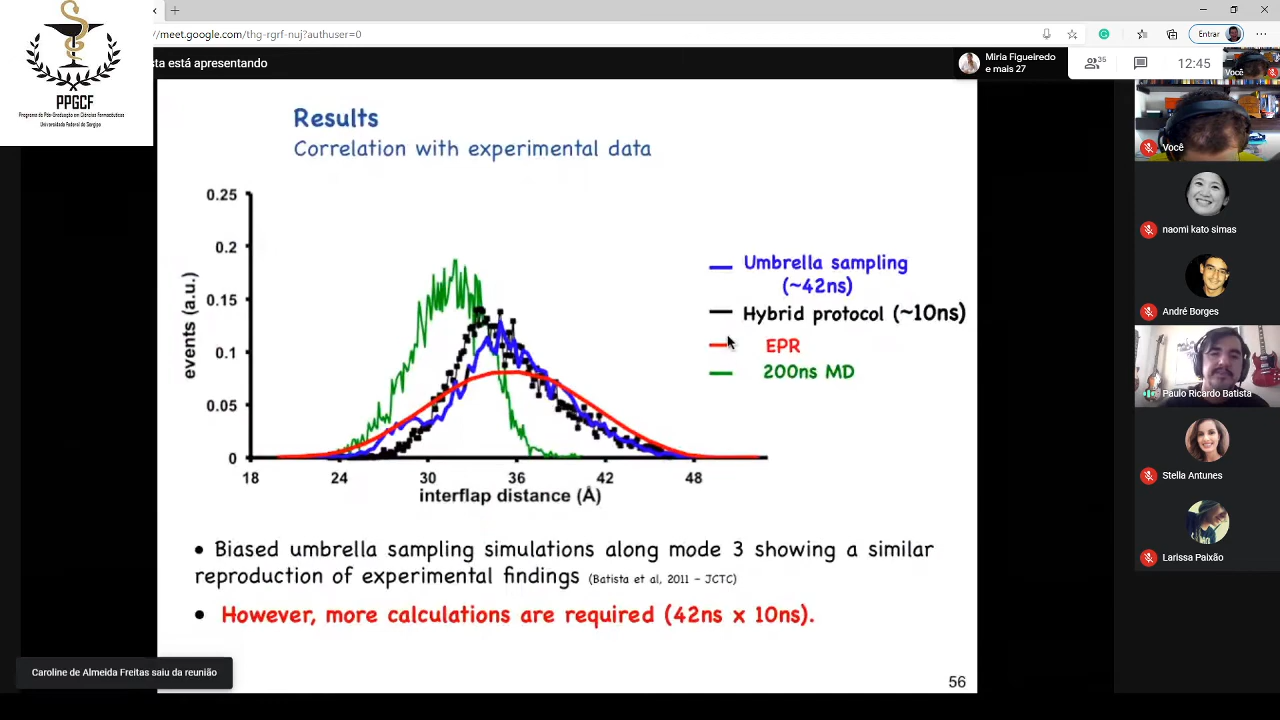 //meet.google.com/thg-rgrf-nuj?authuser=0
Entrar
PPGCF
Programa de Pós-Graduação em Ciências Farmacêuticas
Universidade Federal de Sergipe
sta está apresentando
Miria Figueiredo
e mais 27
35
12:45
Você
Results
Correlation with experimental data
0.25
0.2
0.15
0.1
0.05
0
events (a.u.)
18 24 30 36 42 48
interflap distance (Å)
Umbrella sampling
(~42ns)
Hybrid protocol (~10ns)
EPR
200ns MD
• Biased umbrella sampling simulations along mode 3 showing a similar
reproduction of experimental findings (Batista et al, 2011 – JCTC)
• However, more calculations are required (42ns x 10ns).
56
Você
naomi kato simas
André Borges
Paulo Ricardo Batista
Stella Antunes
Larissa Paixão
Caroline de Almeida Freitas saiu da reunião